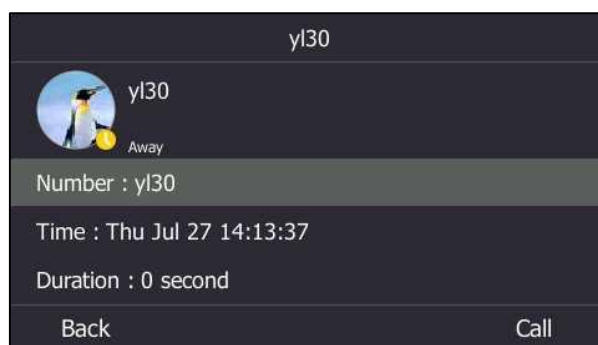 yl30
yl30
Away
Number : yl30
Time : Thu Jul 27 14:13:37
Duration : 0 second
Back Call